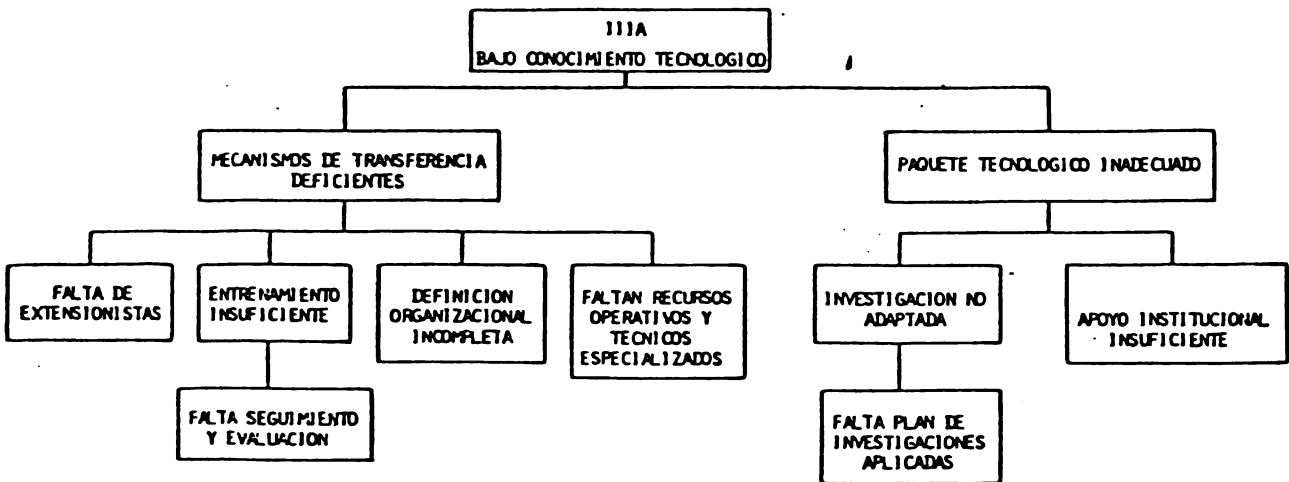 IIIA
BAJO CONOCIMIENTO TECNOLOGICO
MECANISMOS DE TRANSFERENCIA
DEFICIENTES
PAQUETE TECNOLOGICO INADECUADO
FALTA DE
EXTENSIONISTAS
ENTRENAMIENTO
INSUFICIENTE
DEFINICION
ORGANIZACIONAL
INCOMPLETA
FALTAN RECURSOS
OPERATIVOS Y
TECNICOS
ESPECIALIZADOS
INVESTIGACION NO
ADAPTADA
APOYO INSTITUCIONAL
INSUFICIENTE
FALTA SEGUIMIENTO
Y EVALUACION
FALTA PLAN DE
INVESTIGACIONES
APLICADAS